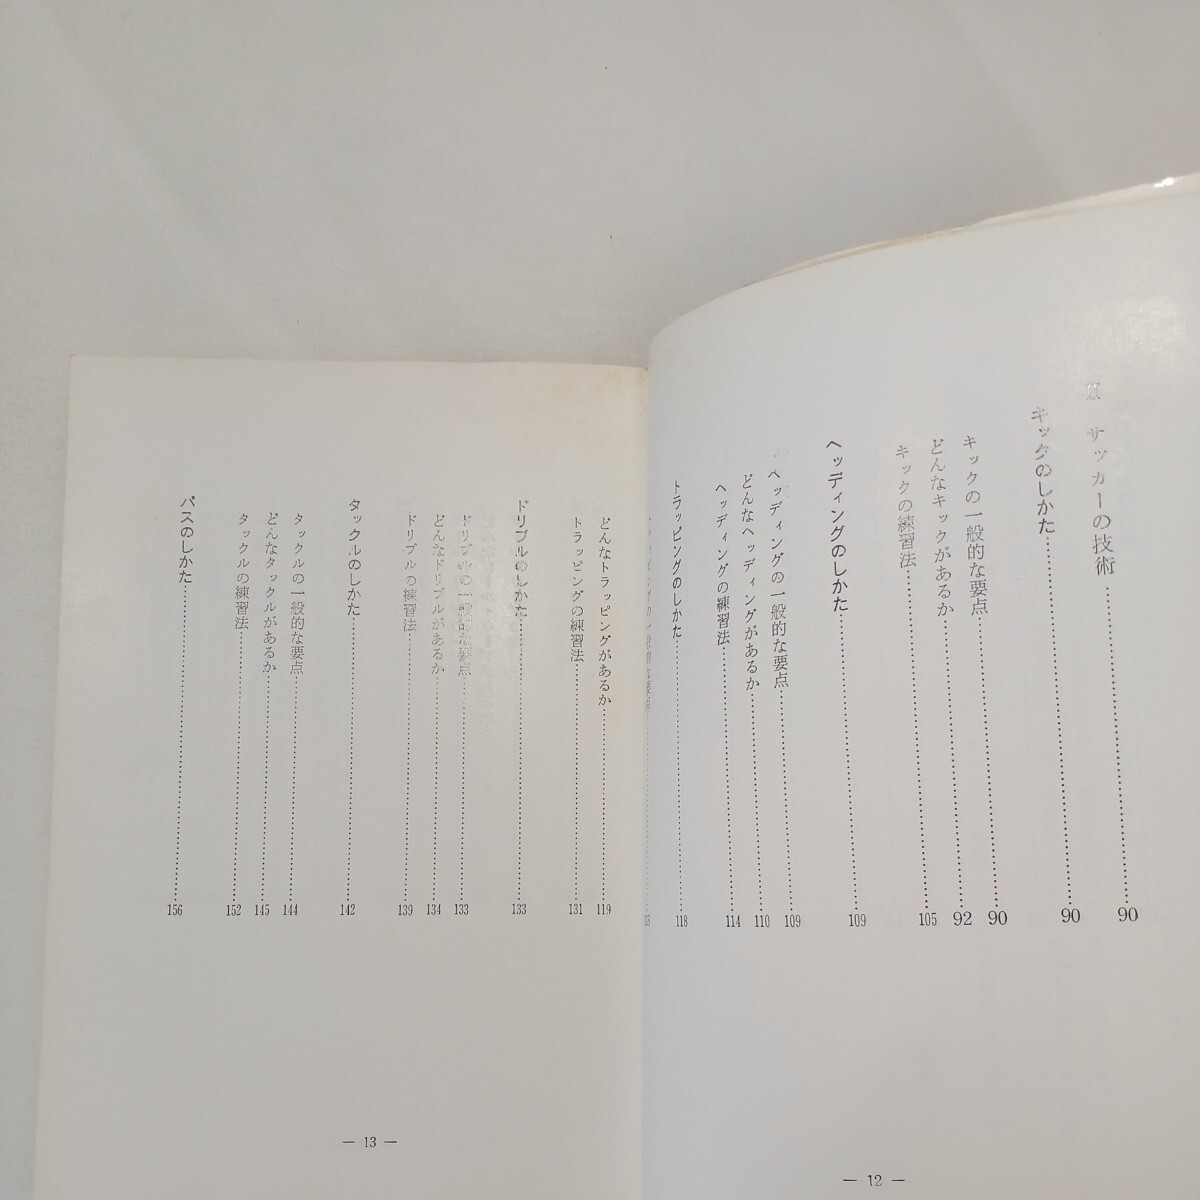 サッカーの技術……90
キックのしかた……90
キックの一般的な要点……90
どんなキックがあるか……92
キックの練習法……105
ヘッディングのしかた……109
ヘッディングの一般的な要点……109
どんなヘッディングがあるか……110
ヘッディングの練習法……114
トラッピングのしかた……118
— 12 —
どんなトラッピングがあるか……119
トラッピングの練習法……131
ドリブルのしかた……133
ドリブルの一般的な要点……133
どんなドリブルがあるか……134
ドリブルの練習法……139
タックルのしかた……142
タックルの一般的な要点……144
どんなタックルがあるか……145
タックルの練習法……152
パスのしかた……156
— 13 —